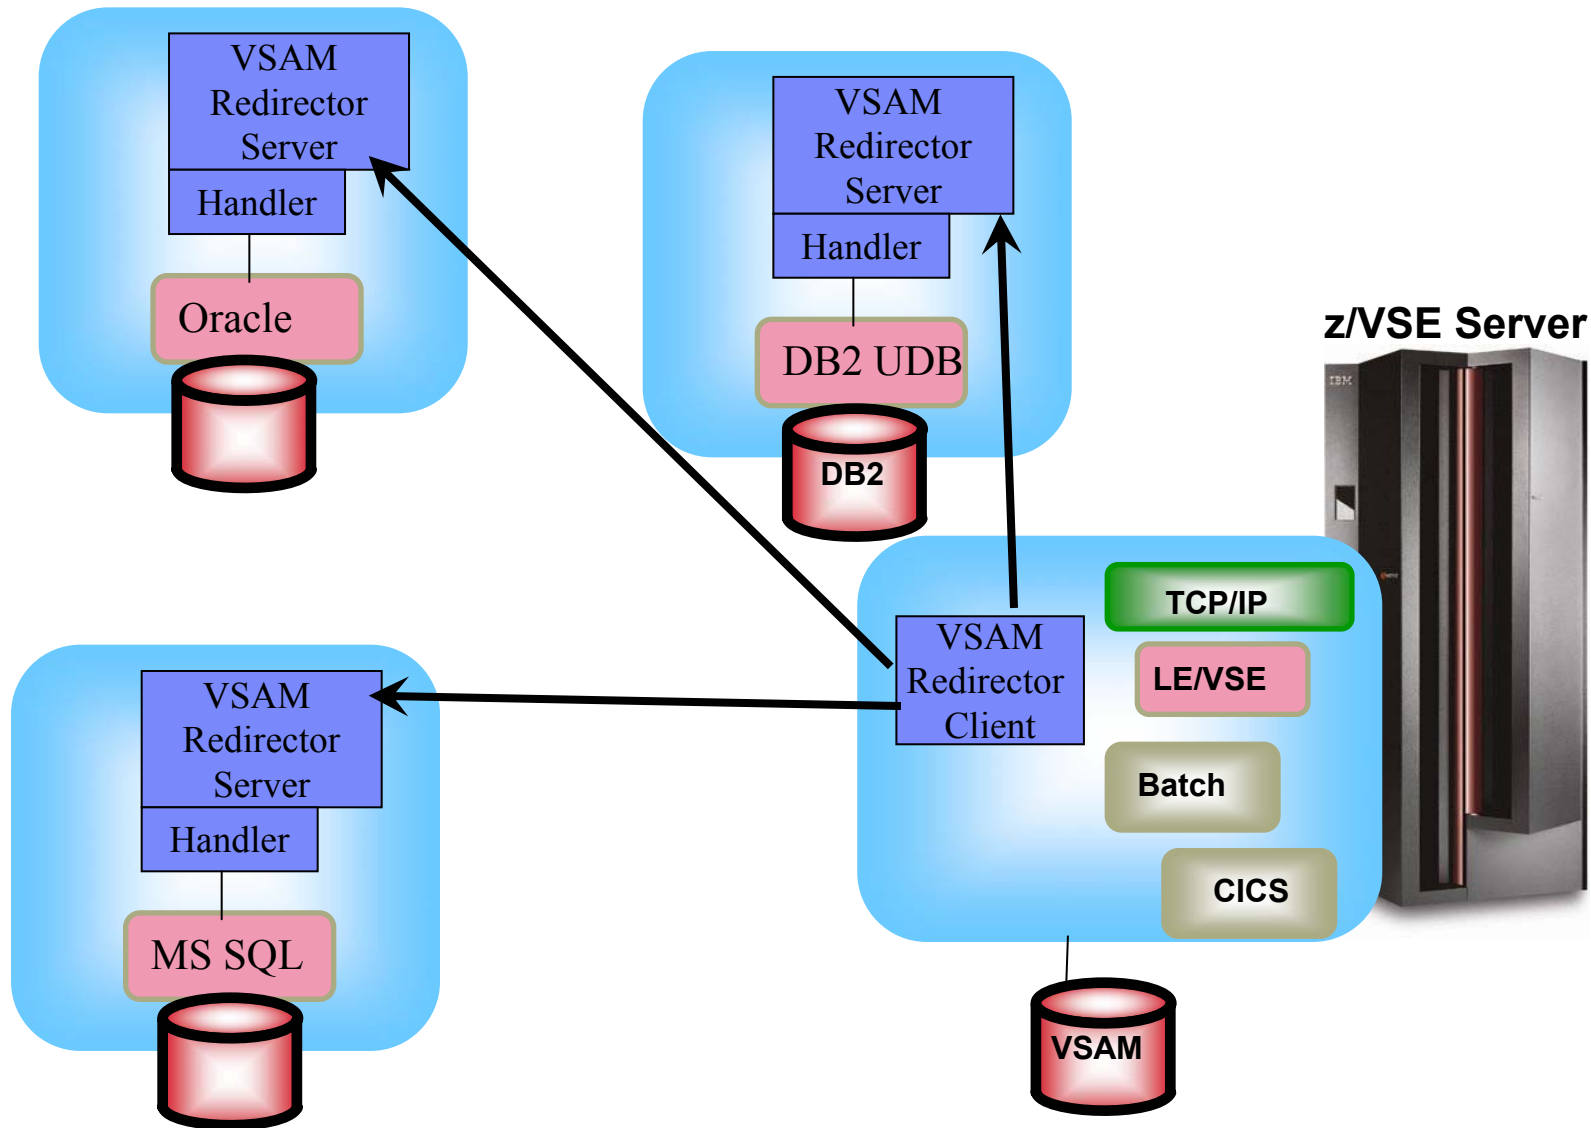 VSAM
Redirector
Server
Handler
Oracle
VSAM
Redirector
Server
Handler
DB2 UDB
DB2
z/VSE Server
IBM
TCP/IP
LE/VSE
Batch
CICS
VSAM
Redirector
Client
VSAM
VSAM
Redirector
Server
Handler
MS SQL